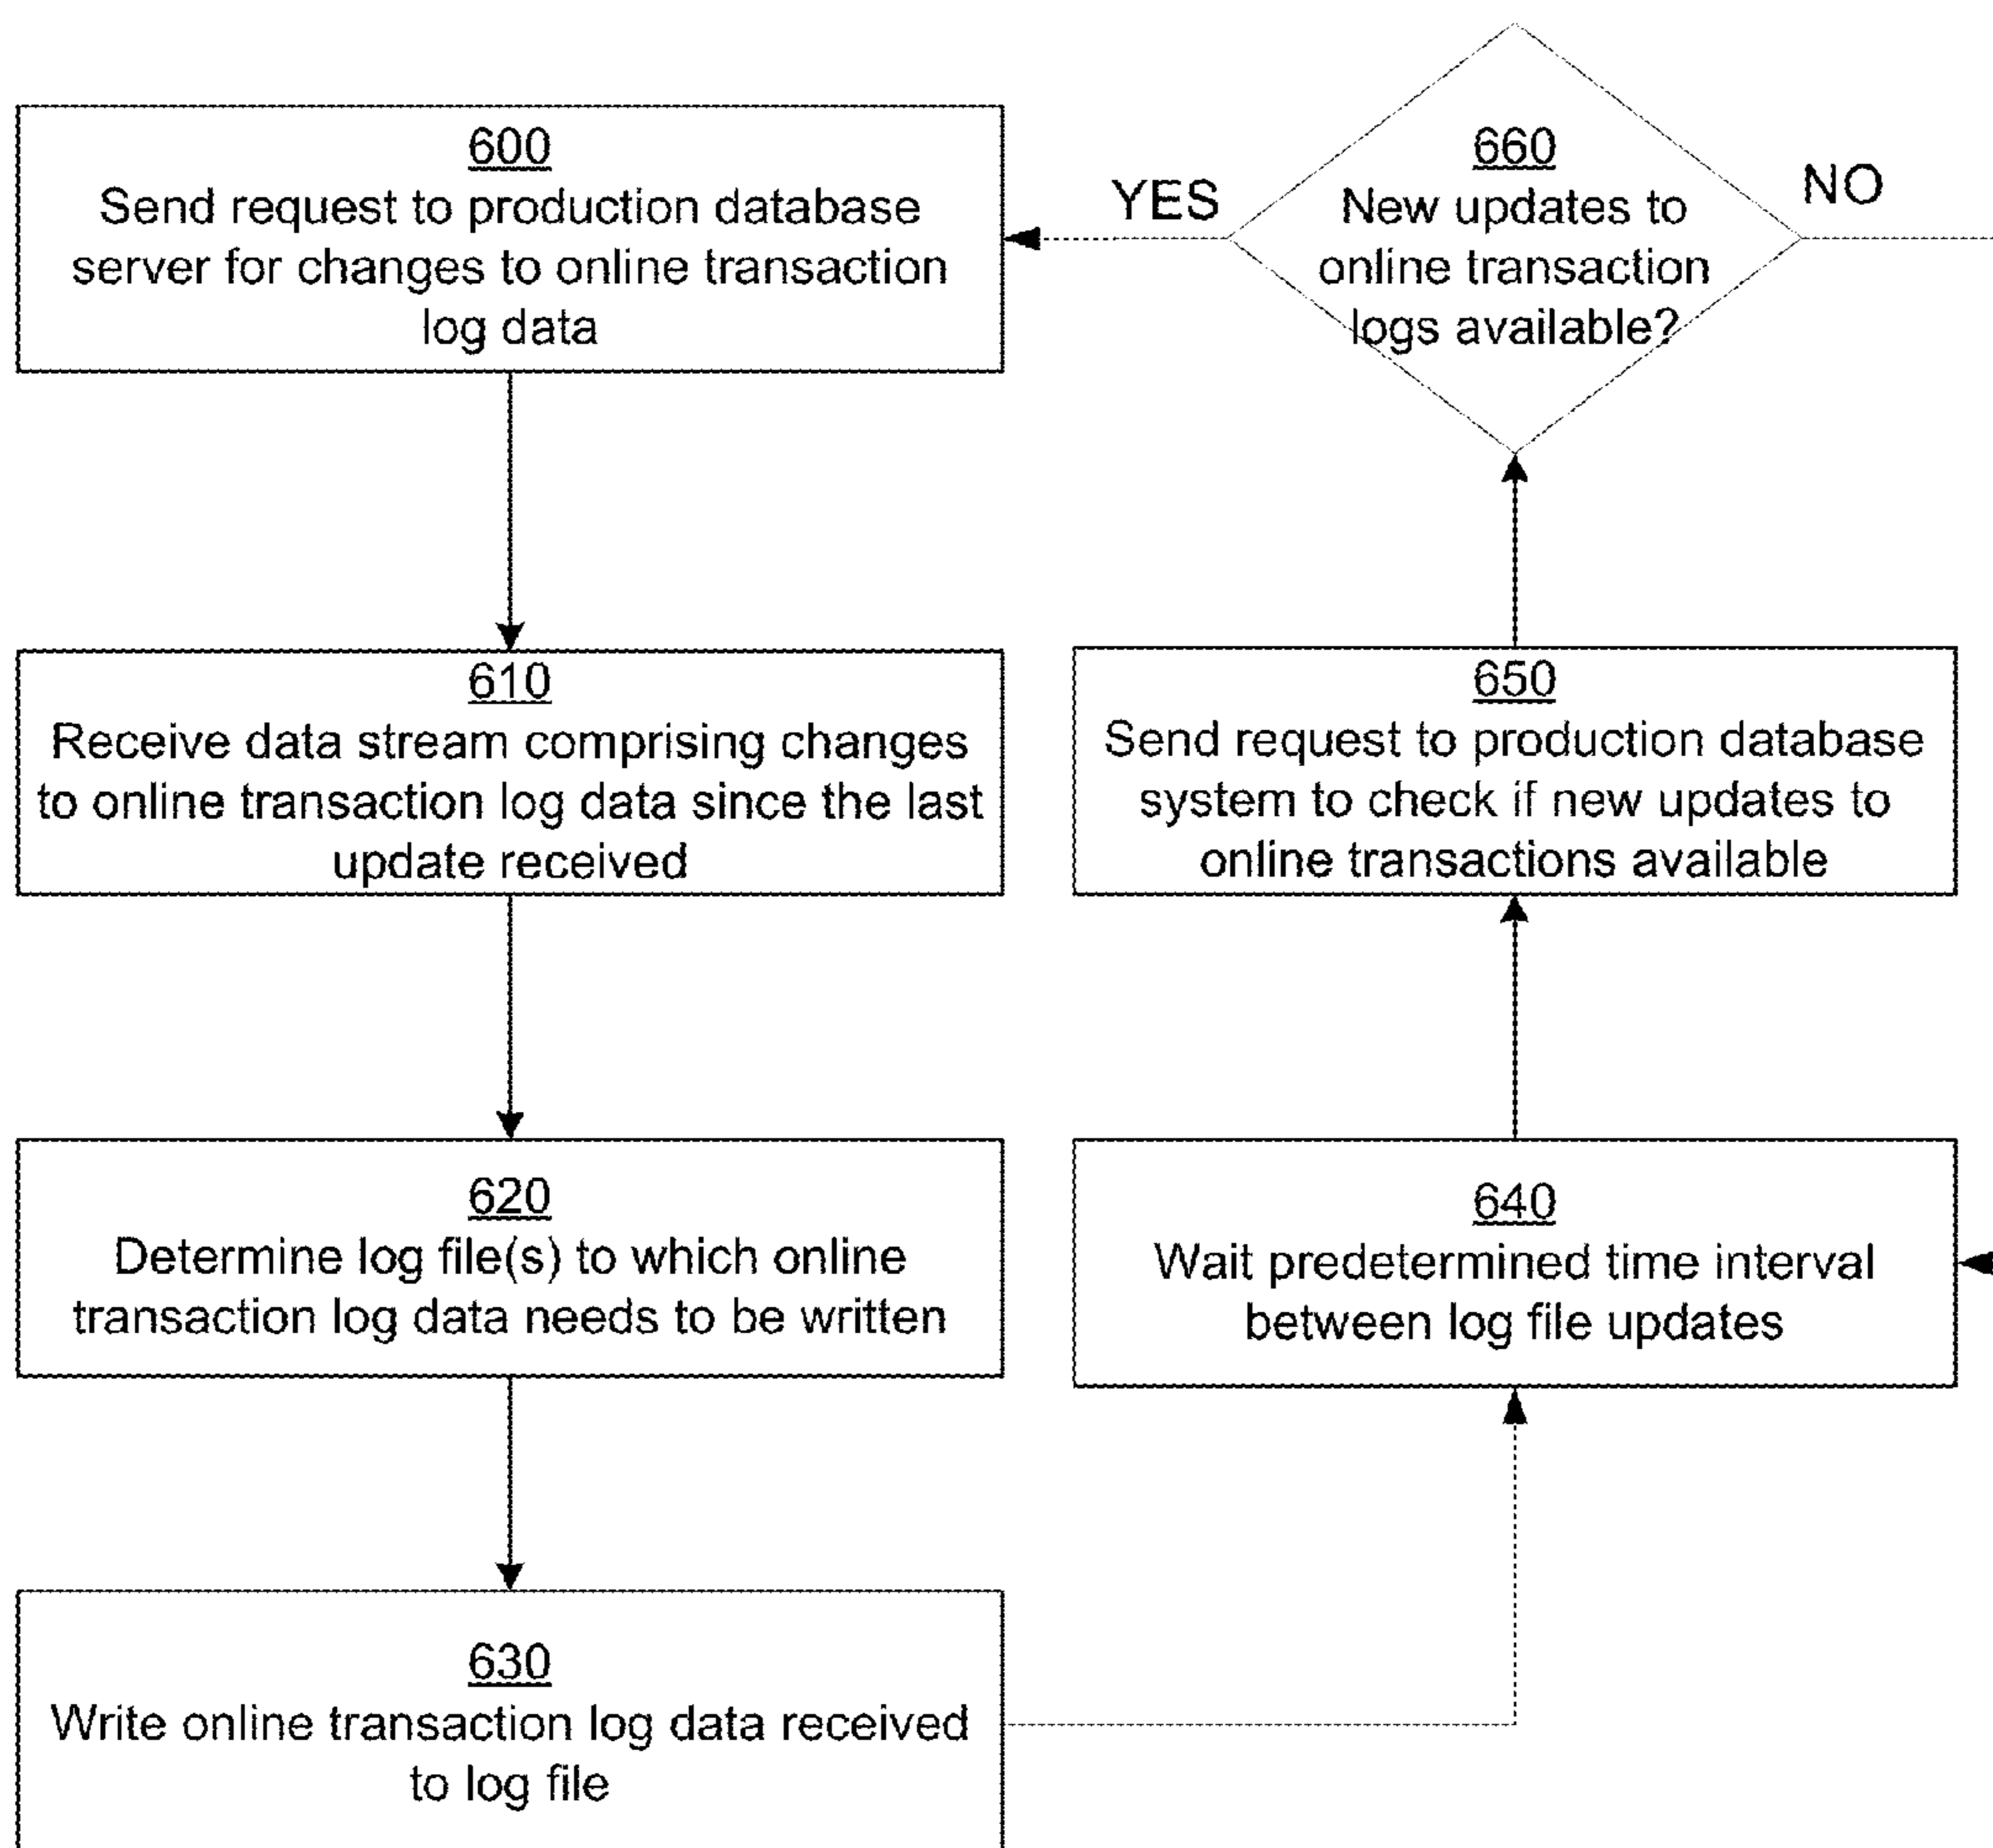 600
Send request to production database
server for changes to online transaction
log data
YES
660
New updates to
online transaction
logs available?
NO
610
Receive data stream comprising changes
to online transaction log data since the last
update received
650
Send request to production database
system to check if new updates to
online transactions available
620
Determine log file(s) to which online
transaction log data needs to be written
640
Wait predetermined time interval
between log file updates
630
Write online transaction log data received
to log file